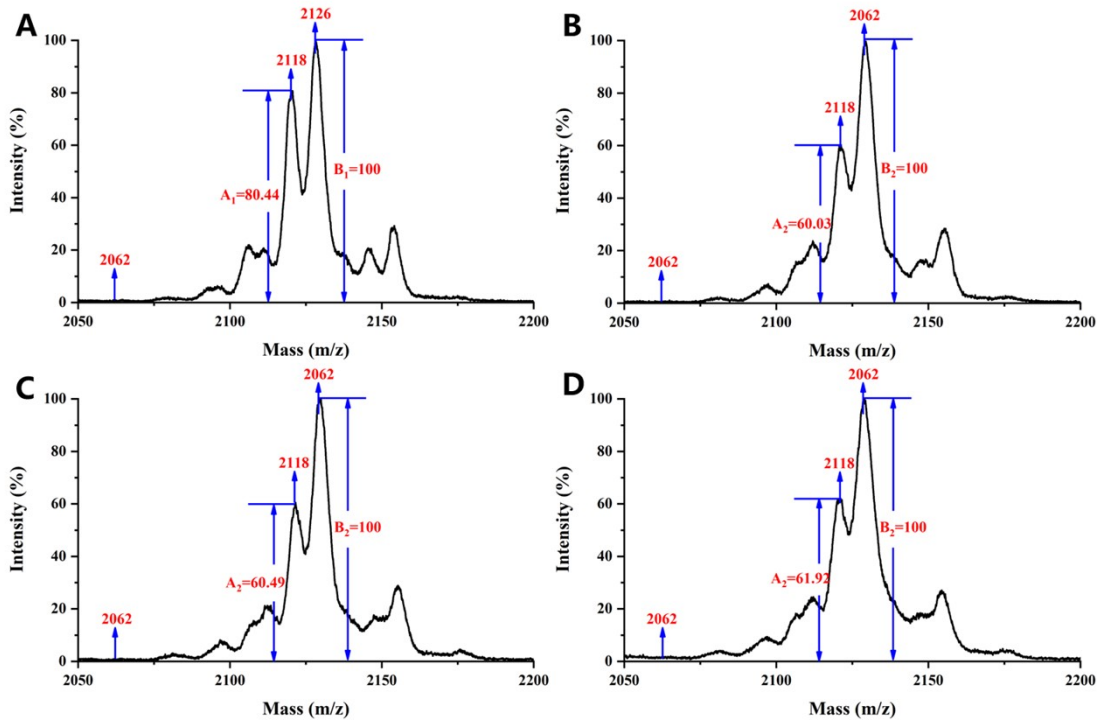 A
2126
2118
A₁=80.44
B₁=100
2062
Intensity (%)
100
80
60
40
20
0
2050 2100 2150 2200
Mass (m/z)
B
2062
2118
A₂=60.03
B₂=100
2062
Intensity (%)
100
80
60
40
20
0
2050 2100 2150 2200
Mass (m/z)
C
2062
2118
A₂=60.49
B₂=100
2062
Intensity (%)
100
80
60
40
20
0
2050 2100 2150 2200
Mass (m/z)
D
2062
2118
A₂=61.92
B₂=100
2062
Intensity (%)
100
80
60
40
20
0
2050 2100 2150 2200
Mass (m/z)